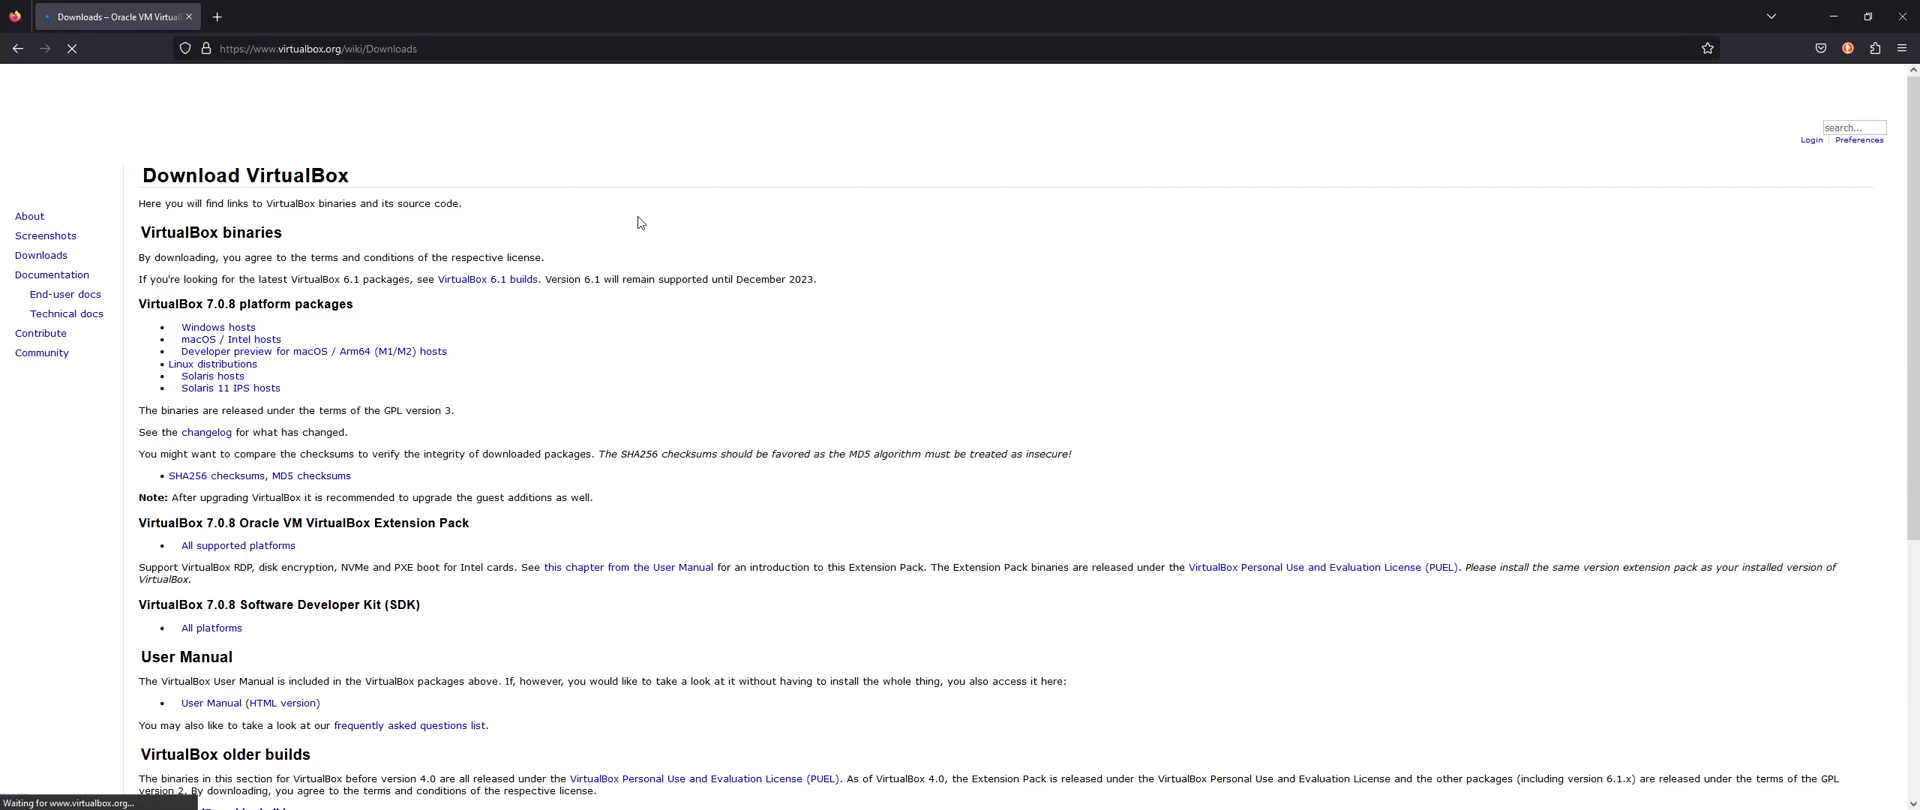 Downloads – Oracle VM Virtual
https://www.virtualbox.org/wiki/Downloads
search...
Login
Preferences
Download VirtualBox
Here you will find links to VirtualBox binaries and its source code.
About
Screenshots
Downloads
Documentation
End-user docs
Technical docs
Contribute
Community
VirtualBox binaries
By downloading, you agree to the terms and conditions of the respective license.
If you're looking for the latest VirtualBox 6.1 packages, see VirtualBox 6.1 builds. Version 6.1 will remain supported until December 2023.
VirtualBox 7.0.8 platform packages
• Windows hosts
• macOS / Intel hosts
• Developer preview for macOS / Arm64 (M1/M2) hosts
• Linux distributions
• Solaris hosts
• Solaris 11 IPS hosts
The binaries are released under the terms of the GPL version 3.
See the changelog for what has changed.
You might want to compare the checksums to verify the integrity of downloaded packages. The SHA256 checksums should be favored as the MD5 algorithm must be treated as insecure!
• SHA256 checksums, MD5 checksums
Note: After upgrading VirtualBox it is recommended to upgrade the guest additions as well.
VirtualBox 7.0.8 Oracle VM VirtualBox Extension Pack
• All supported platforms
Support VirtualBox RDP, disk encryption, NVMe and PXE boot for Intel cards. See this chapter from the User Manual for an introduction to this Extension Pack. The Extension Pack binaries are released under the VirtualBox Personal Use and Evaluation License (PUEL). Please install the same version extension pack as your installed version of
VirtualBox.
VirtualBox 7.0.8 Software Developer Kit (SDK)
• All platforms
User Manual
The VirtualBox User Manual is included in the VirtualBox packages above. If, however, you would like to take a look at it without having to install the whole thing, you also access it here:
• User Manual (HTML version)
You may also like to take a look at our frequently asked questions list.
VirtualBox older builds
The binaries in this section for VirtualBox before version 4.0 are all released under the VirtualBox Personal Use and Evaluation License (PUEL). As of VirtualBox 4.0, the Extension Pack is released under the VirtualBox Personal Use and Evaluation License and the other packages (including version 6.1.x) are released under the terms of the GPL
version 2. By downloading, you agree to the terms and conditions of the respective license.
Waiting for www.virtualbox.org...